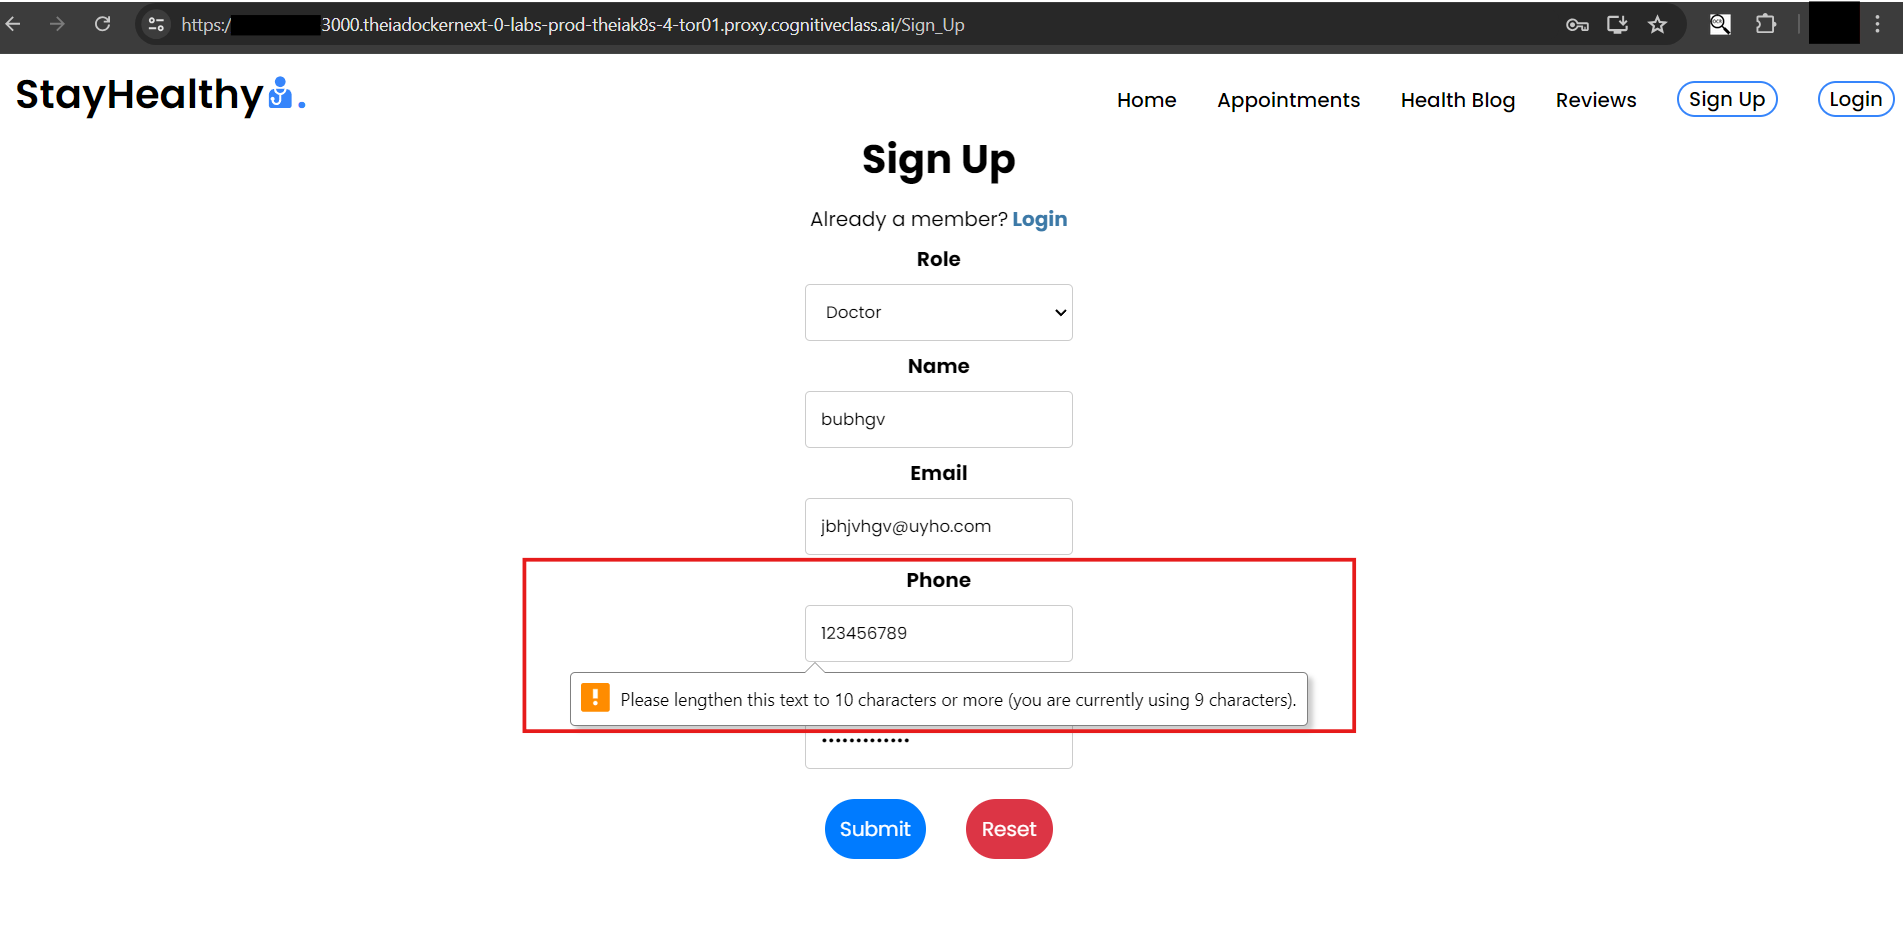 https:/ 3000.theiadockernext-0-labs-prod-theiak8s-4-tor01.proxy.cognitiveclass.ai/Sign_Up
StayHealthy.
Home Appointments Health Blog Reviews Sign Up Login
Sign Up
Already a member? Login
Role
Doctor
Name
bubhgv
Email
jbhjvhgv@uyho.com
Phone
123456789
Please lengthen this text to 10 characters or more (you are currently using 9 characters).
•••••••••••••
Submit Reset